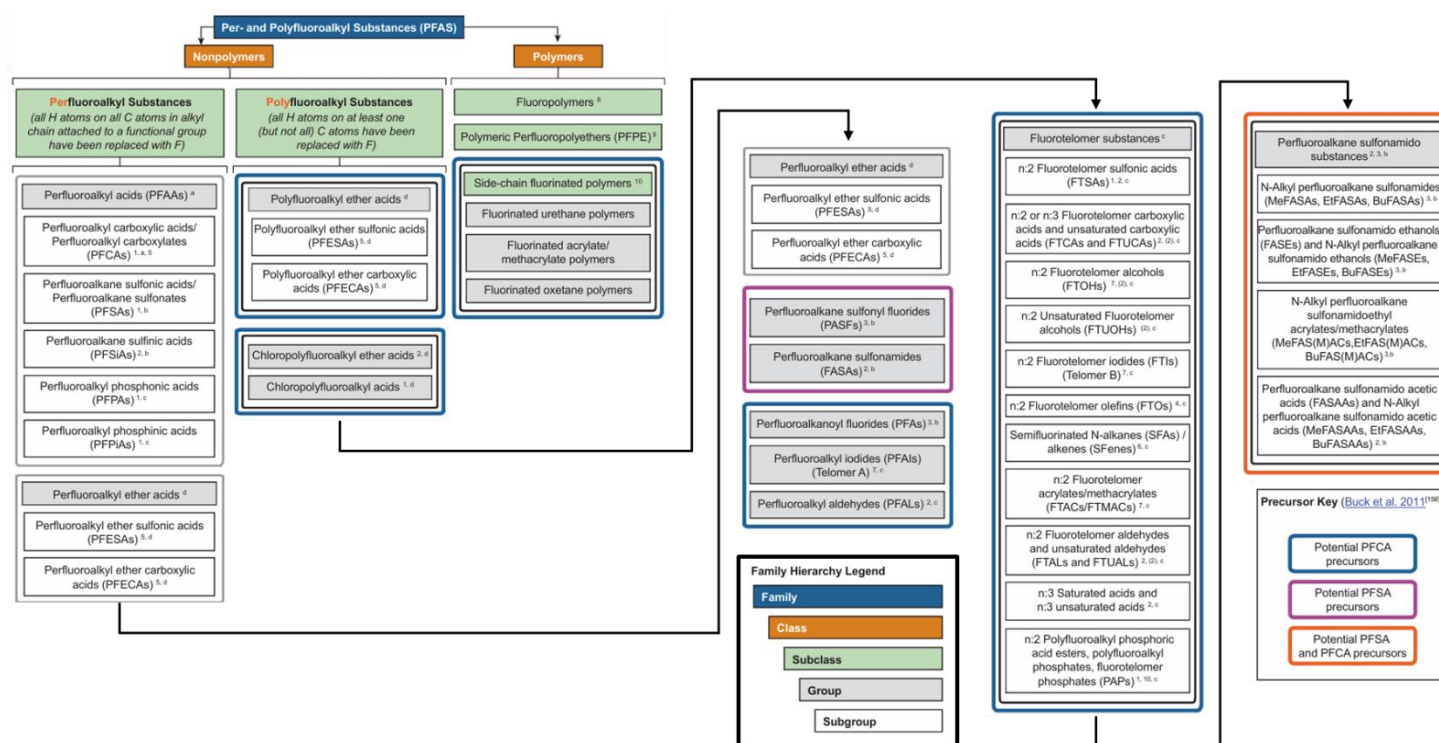 Per- and Polyfluoroalkyl Substances (PFAS)
Nonpolymers
Polymers
Perfluoroalkyl Substances
(all H atoms on all C atoms in alkyl
chain attached to a functional group
have been replaced with F)
Polyfluoroalkyl Substances
(all H atoms on at least one
(but not all) C atoms have been
replaced with F)
Fluoropolymers 8
Polymeric Perfluoropolyethers (PFPE) 9
Perfluoroalkyl acids (PFAAs) a
Perfluoroalkyl carboxylic acids/
Perfluoroalkyl carboxylates
(PFCAs) 1, a, 5
Perfluoroalkane sulfonic acids/
Perfluoroalkane sulfonates
(PFSAs) 1, b
Perfluoroalkane sulfinic acids
(PFSiAs) 2, b
Perfluoroalkyl phosphonic acids
(PFPAs) 1, c
Perfluoroalkyl phosphinic acids
(PFPiAs) 1, c
Perfluoroalkyl ether acids d
Perfluoroalkyl ether sulfonic acids
(PFESAs) 5, d
Perfluoroalkyl ether carboxylic
acids (PFECAs) 5, d
Polyfluoroalkyl ether acids d
Polyfluoroalkyl ether sulfonic acids
(PFESAs) 5, d
Polyfluoroalkyl ether carboxylic
acids (PFECAs) 5, d
Chloropolyfluoroalkyl ether acids 2, d
Chloropolyfluoroalkyl acids 1, d
Side-chain fluorinated polymers 10
Fluorinated urethane polymers
Fluorinated acrylate/
methacrylate polymers
Fluorinated oxetane polymers
Perfluoroalkyl ether acids d
Perfluoroalkyl ether sulfonic acids
(PFESAs) 5, d
Perfluoroalkyl ether carboxylic
acids (PFECAs) 5, d
Perfluoroalkane sulfonyl fluorides
(PASFs) 3, b
Perfluoroalkane sulfonamides
(FASAs) 2, b
Perfluoroalkanoyl fluorides (PFAs) 3, b
Perfluoroalkyl iodides (PFAIs)
(Telomer A) 7, c
Perfluoroalkyl aldehydes (PFALs) 2, c
Family Hierarchy Legend
Family
Class
Subclass
Group
Subgroup
Fluorotelomer substances c
n:2 Fluorotelomer sulfonic acids
(FTSAs) 1, 2, c
n:2 or n:3 Fluorotelomer carboxylic
acids and unsaturated carboxylic
acids (FTCAs and FTUCAs) 2, (2), c
n:2 Fluorotelomer alcohols
(FTOHs) 7, (2), c
n:2 Unsaturated Fluorotelomer
alcohols (FTUOHs) (2), c
n:2 Fluorotelomer iodides (FTIs)
(Telomer B) 7, c
n:2 Fluorotelomer olefins (FTOs) 4, c
Semifluorinated N-alkanes (SFAs) /
alkenes (SFenes) 6, c
n:2 Fluorotelomer
acrylates/methacrylates
(FTACs/FTMACs) 7, c
n:2 Fluorotelomer aldehydes
and unsaturated aldehydes
(FTALs and FTUALs) 2, (2), c
n:3 Saturated acids and
n:3 unsaturated acids 2, c
n:2 Polyfluoroalkyl phosphoric
acid esters, polyfluoroalkyl
phosphates, fluorotelomer
phosphates (PAPs) 1, 10, c
Perfluoroalkane sulfonamido
substances 2, 3, b
N-Alkyl perfluoroalkane sulfonamides
(MeFASAs, EtFASAs, BuFASAs) 3, b
Perfluoroalkane sulfonamido ethanols
(FASEs) and N-Alkyl perfluoroalkane
sulfonamido ethanols (MeFASEs,
EtFASEs, BuFASEs) 3, b
N-Alkyl perfluoroalkane
sulfonamidoethyl
acrylates/methacrylates
(MeFAS(M)ACs,EtFAS(M)ACs,
BuFAS(M)ACs) 3,b
Perfluoroalkane sulfonamido acetic
acids (FASAAs) and N-Alkyl
perfluoroalkane sulfonamido acetic
acids (MeFASAAs, EtFASAAs,
BuFASAAs) 2, b
Precursor Key (Buck et al. 2011[156]
Potential PFCA
precursors
Potential PFSA
precursors
Potential PFSA
and PFCA precursors